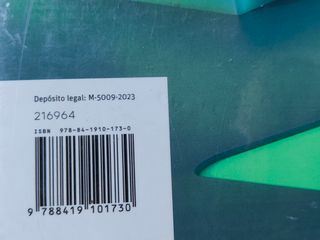 Depósito legal: M-5009-2023
216964
ISBN 978-84-1910-173-0
9 788419 101730